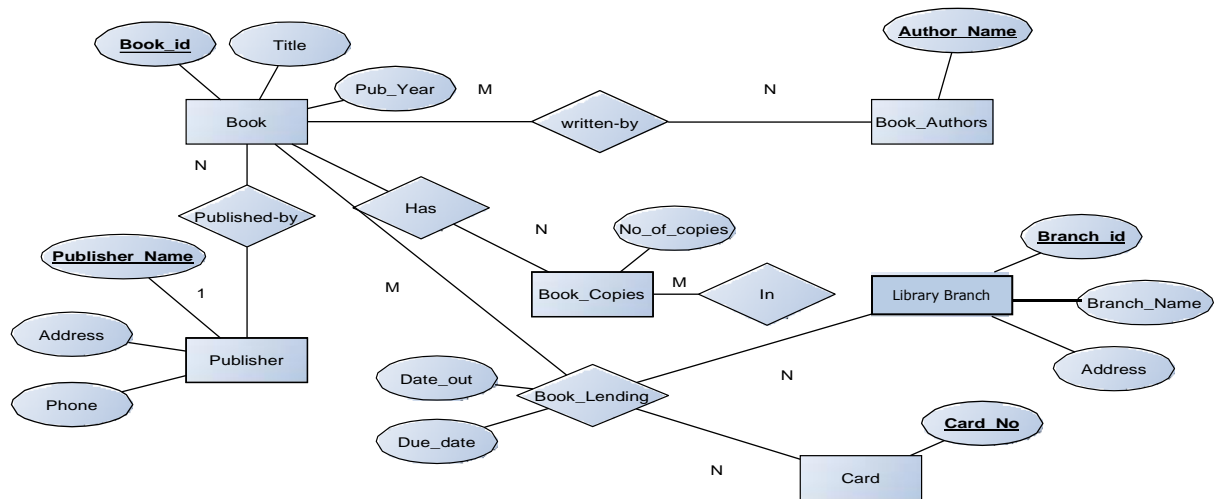 Author_Name
Book_id
Title
Pub_Year
M
N
Book
written-by
Book_Authors
N
Published-by
Has
Publisher_Name
N
No_of_copies
Branch_id
1
M
Book_Copies
M
In
Library Branch
Branch_Name
Address
Publisher
Date_out
Book_Lending
N
Address
Phone
Due_date
Card_No
N
Card